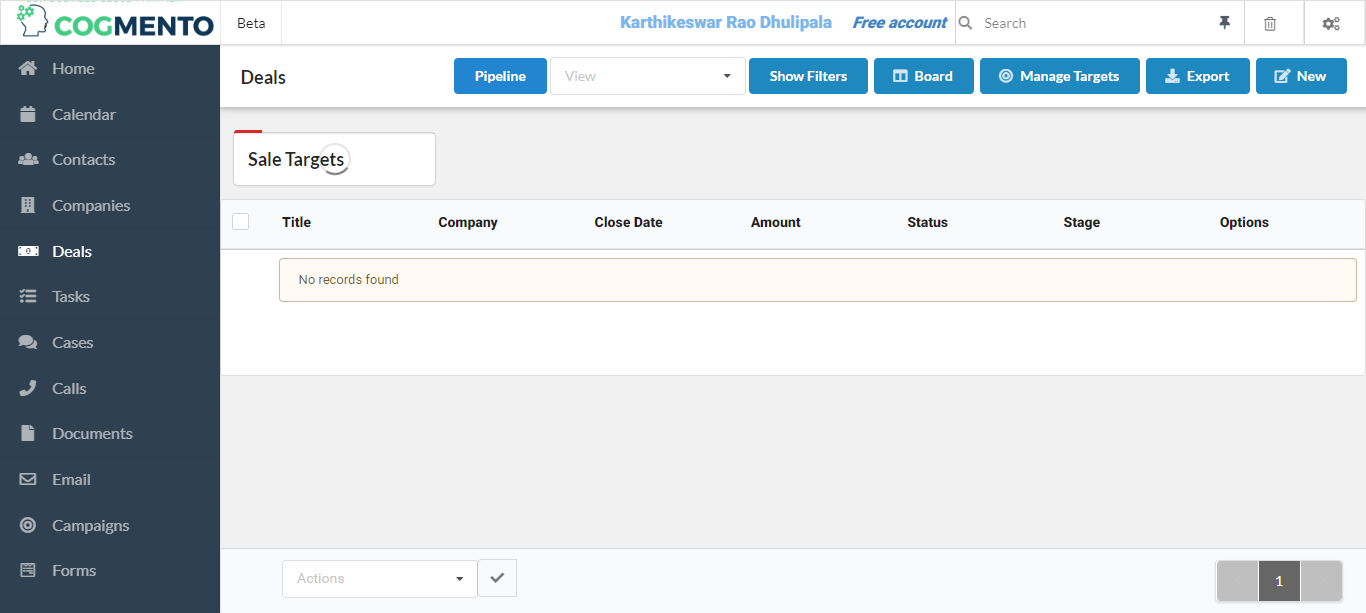 COGMENTO
Beta
Karthikeswar Rao Dhulipala
Free account
Search
Home
Calendar
Contacts
Companies
Deals
Tasks
Cases
Calls
Documents
Email
Campaigns
Forms
Deals
Pipeline
View
Show Filters
Board
Manage Targets
Export
New
Sale Targets
Title Company Close Date Amount Status Stage Options
No records found
Actions
1